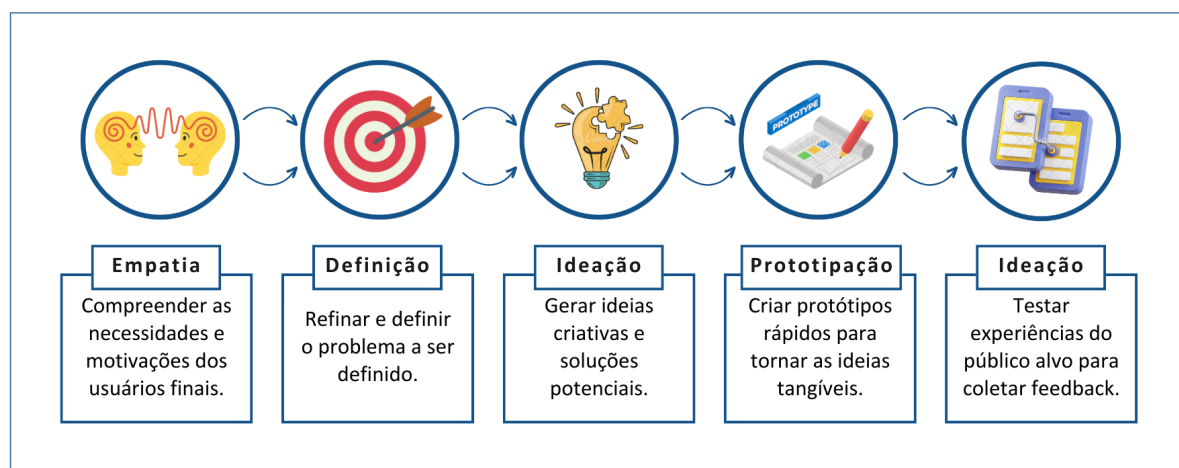 PROTOTYPE
Empatia
Compreender as
necessidades e
motivações dos
usuários finais.
Definição
Refinar e definir
o problema a ser
definido.
Ideação
Gerar ideias
criativas e
soluções
potenciais.
Prototipação
Criar protótipos
rápidos para
tornar as ideias
tangíveis.
Ideação
Testar
experiências do
público alvo para
coletar feedback.